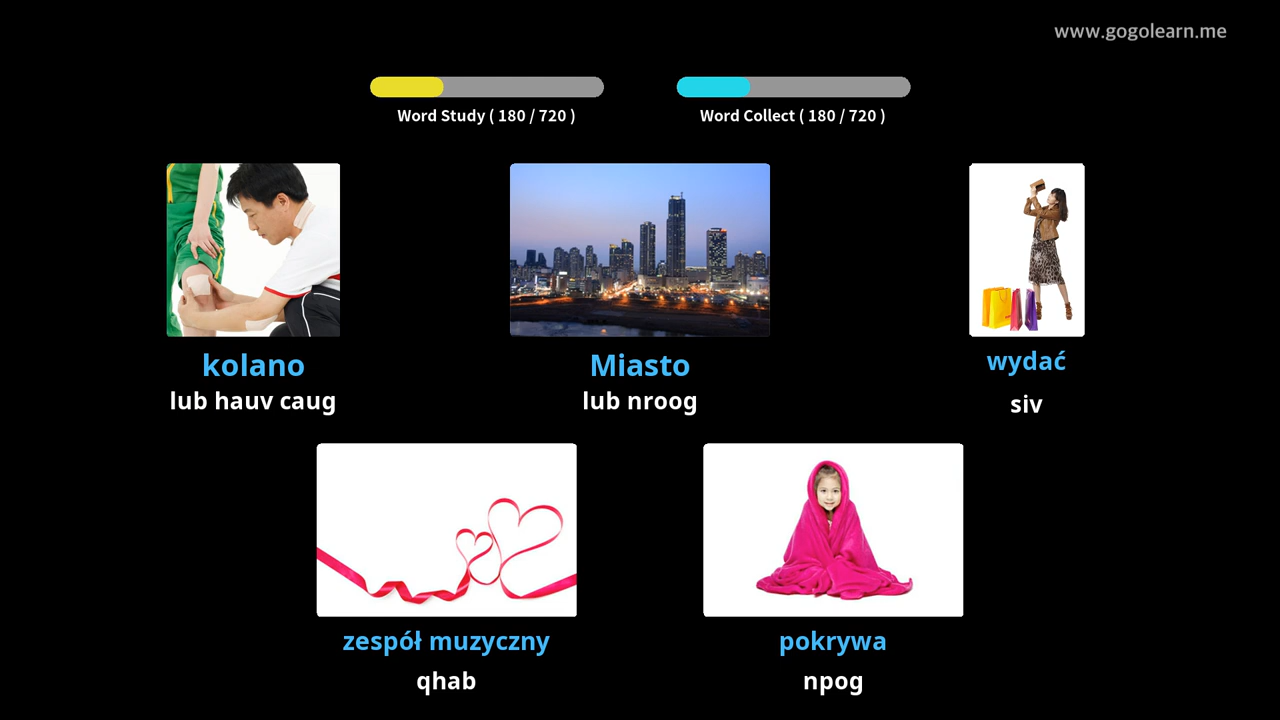 www.gogolearn.me
Word Study ( 180 / 720 )
Word Collect ( 180 / 720 )
kolano
lub hauv caug
Miasto
lub nroog
wydać
siv
zespół muzyczny
qhab
pokrywa
npog